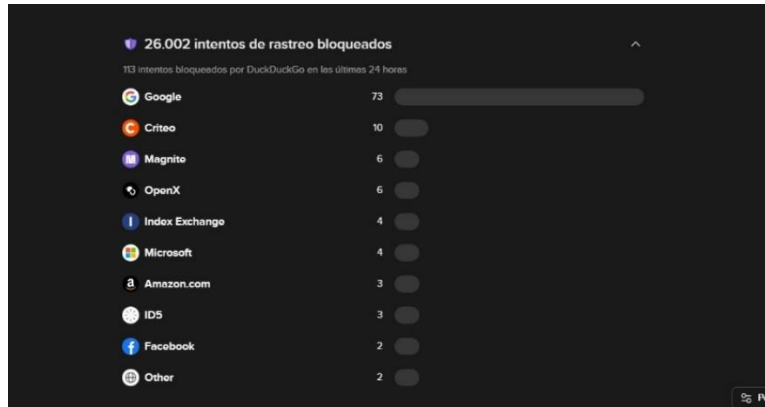 26.002 intentos de rastreo bloqueados
113 intentos bloqueados por DuckDuckGo en las últimas 24 horas
Google 73
Criteo 10
Magnite 6
OpenX 6
Index Exchange 4
Microsoft 4
Amazon.com 3
ID5 3
Facebook 2
Other 2